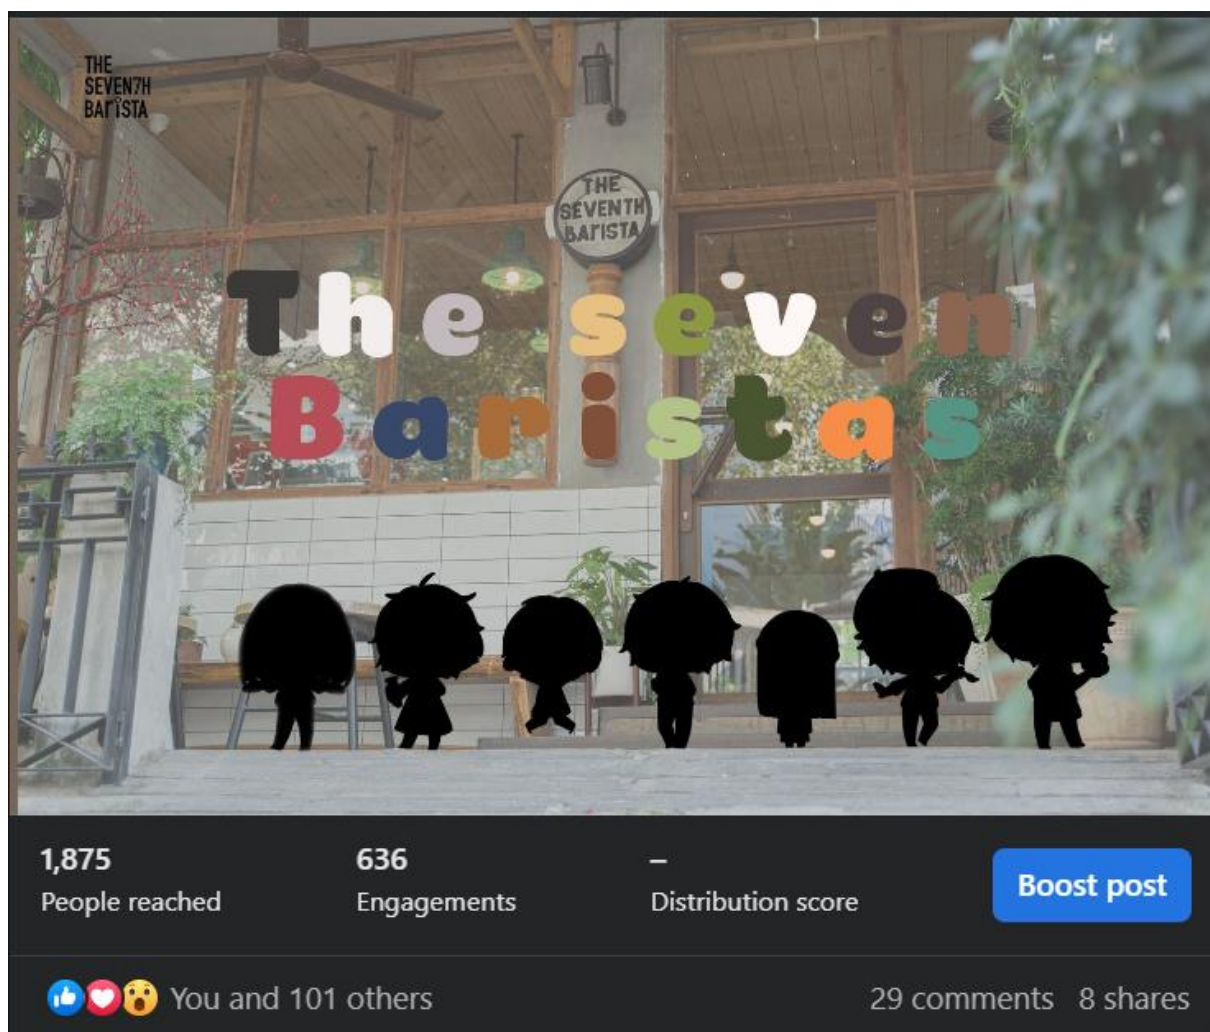 THE
SEVEN7H
BArisTA
THE
SEVENTH
BArISTA
The seven
Baristas
1,875
636
–
People reached
Engagements
Distribution score
Boost post
You and 101 others
29 comments
8 shares